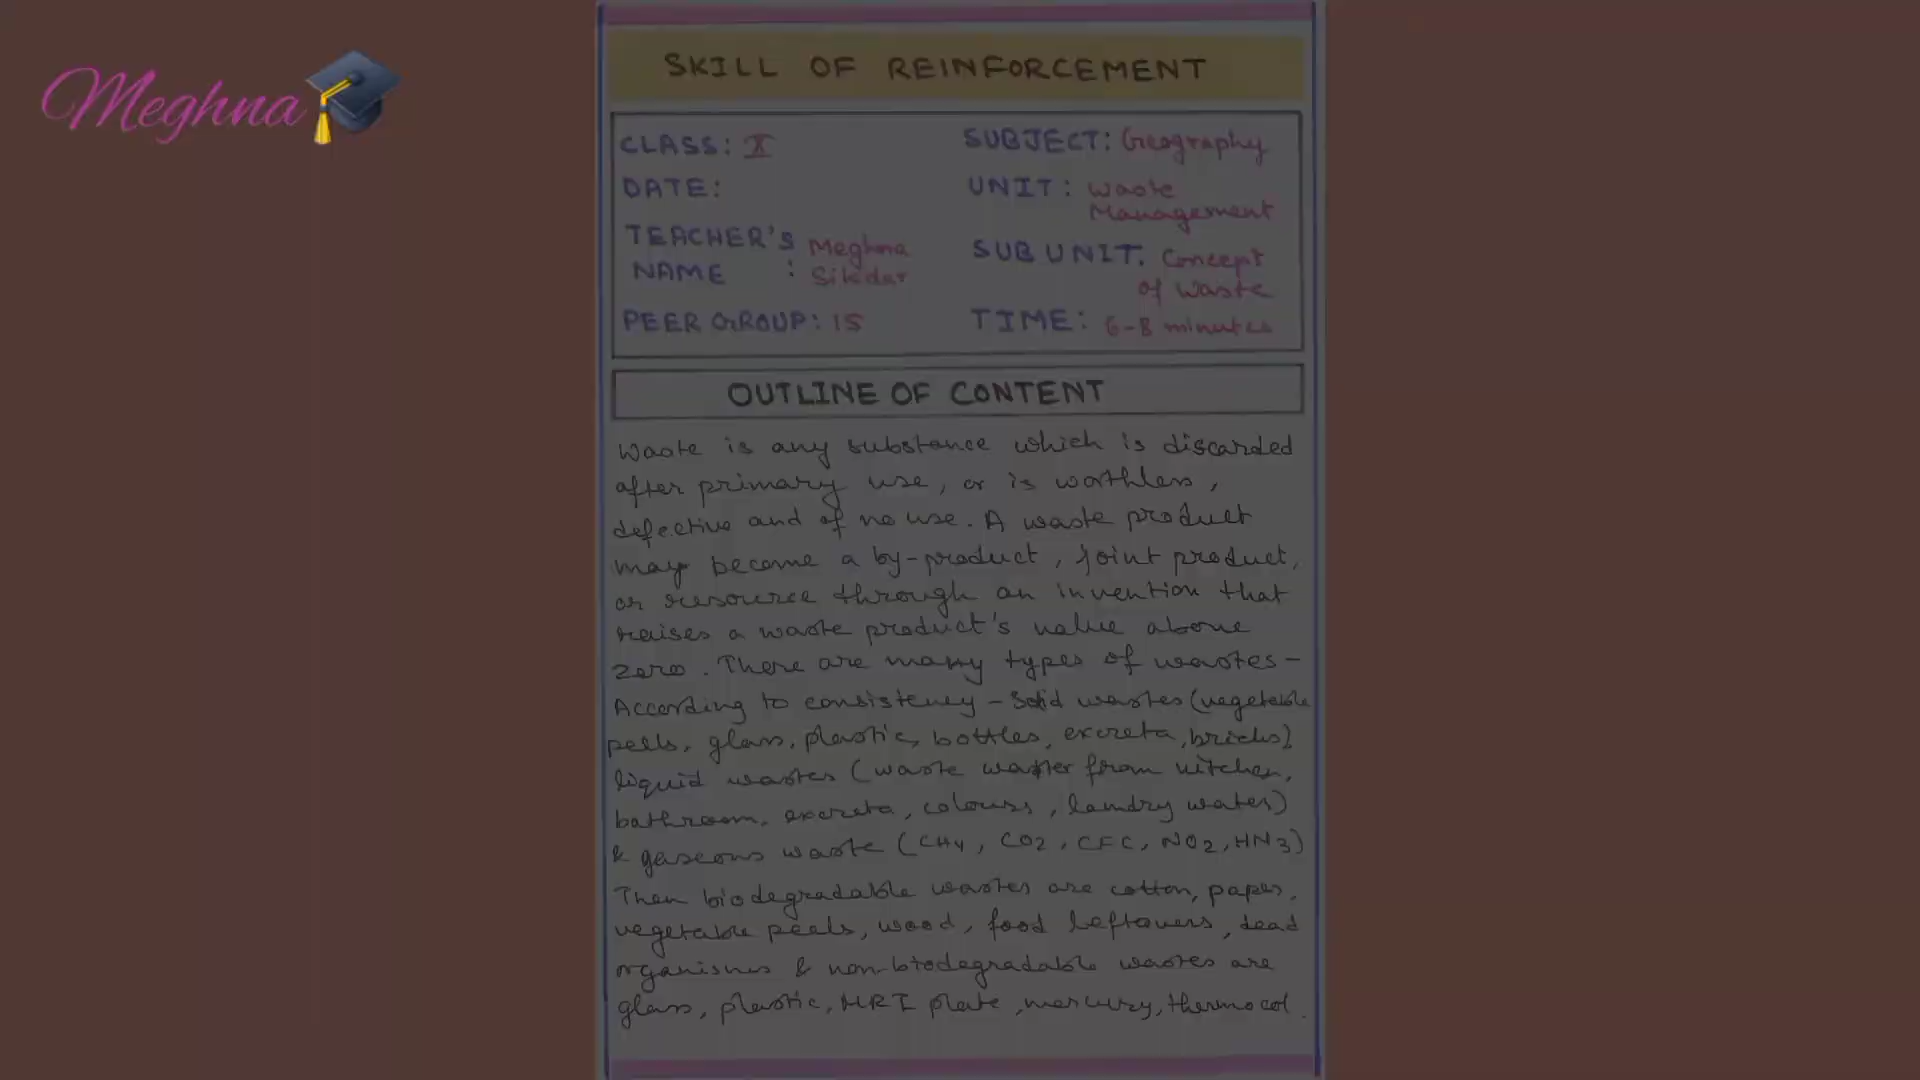 Meghna
SKILL OF REINFORCEMENT
CLASS: X
SUBJECT: Geography
DATE:
UNIT: Waste
Management
TEACHER'S Meghna
NAME : Sikdar
SUB UNIT. Concept
of waste
PEER GROUP: 15
TIME: 6-8 minutes
OUTLINE OF CONTENT
Waste is any substance which is discarded
after primary use, or is worthless,
defective and of no use. A waste product
may become a by-product, joint product,
or resource through an invention that
raises a waste product's value above
zero. There are many types of wastes-
According to consistency - Solid wastes (vegetable
peels, glass, plastic, bottles, excreta, bricks)
liquid wastes (waste water from kitchen,
bathroom, excreta, colours, laundry water)
& gaseous waste (CH4, CO2, CFC, NO2, HN3)
Then biodegradable wastes are cotton, paper,
vegetable peels, wood, food leftovers, dead
organisms & non-biodegradable wastes are
glass, plastic, MRI plate, mercury, thermocol.